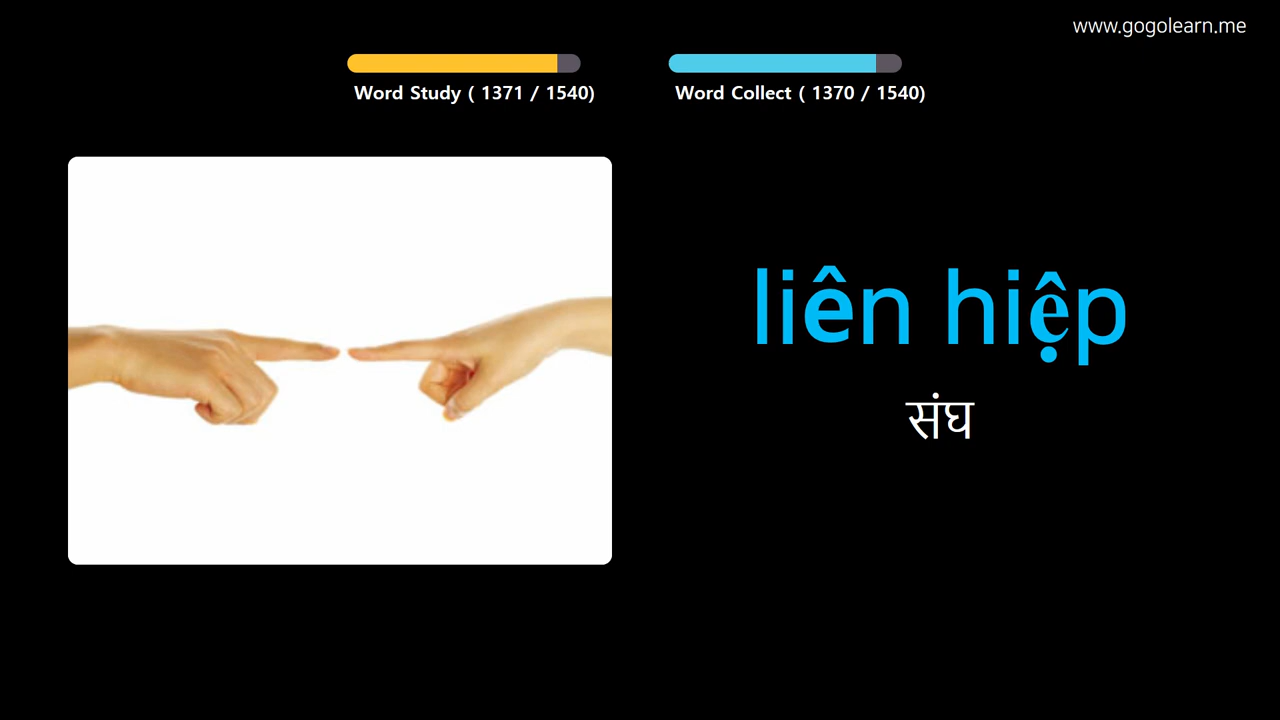 www.gogolearn.me
Word Study ( 1371 / 1540)
Word Collect ( 1370 / 1540)
liên hiệp
संघ